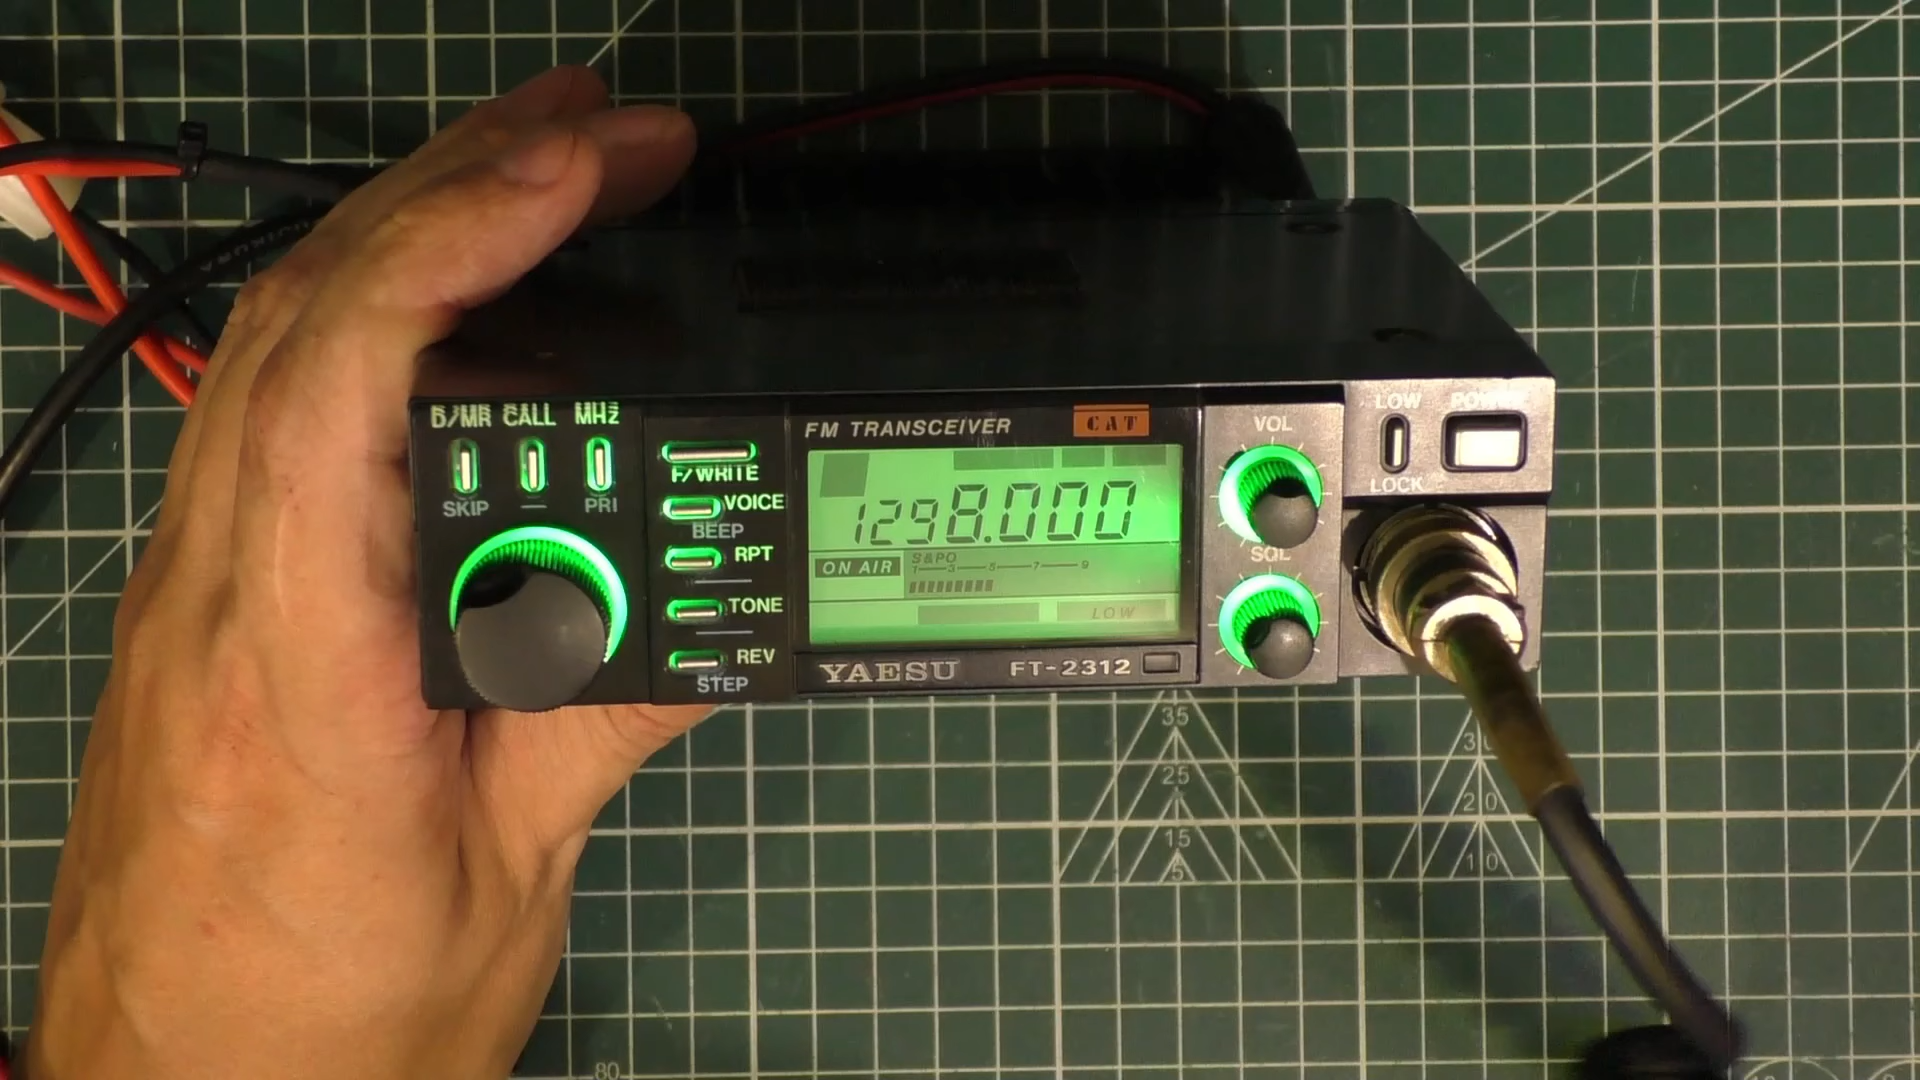 D/MR CALL MHz
SKIP — PRI
F/WRITE
VOICE
BEEP
RPT
TONE
REV
STEP
FM TRANSCEIVER CAT
1298.000
ON AIR S&PO
1 3 5 7 9
LOW
YAESU FT-2312
VOL
SQL
LOW POWER
LOCK
35
25
15
5
30
20
10
80